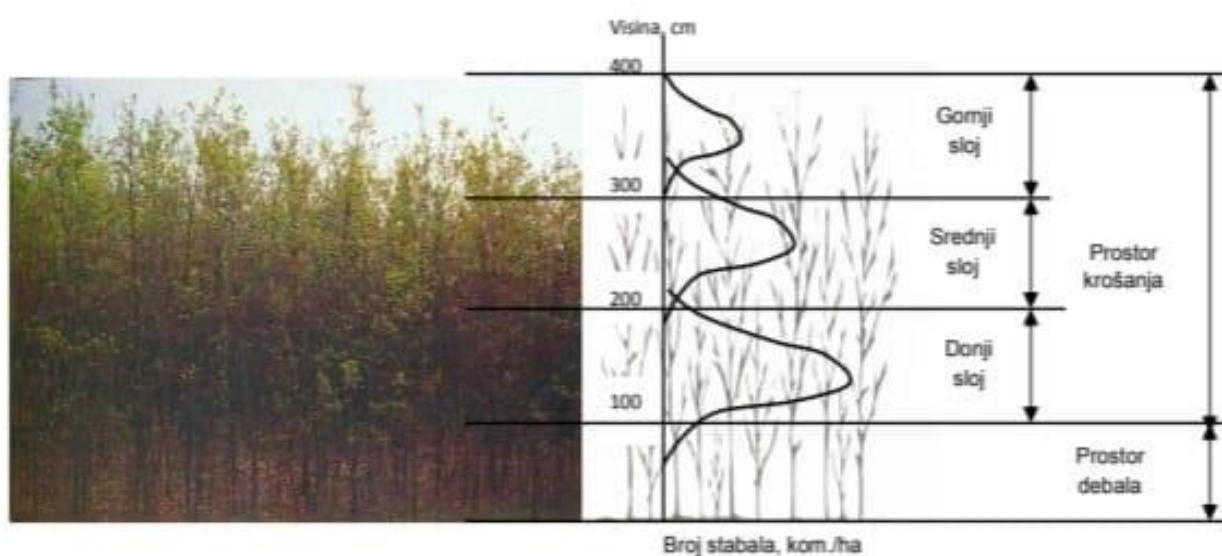 Visina, cm
400
Gornji
sloj
300
Srednji
sloj
Prostor
krošanja
200
Donji
sloj
100
Prostor
debala
Broj stabala, kom./ha